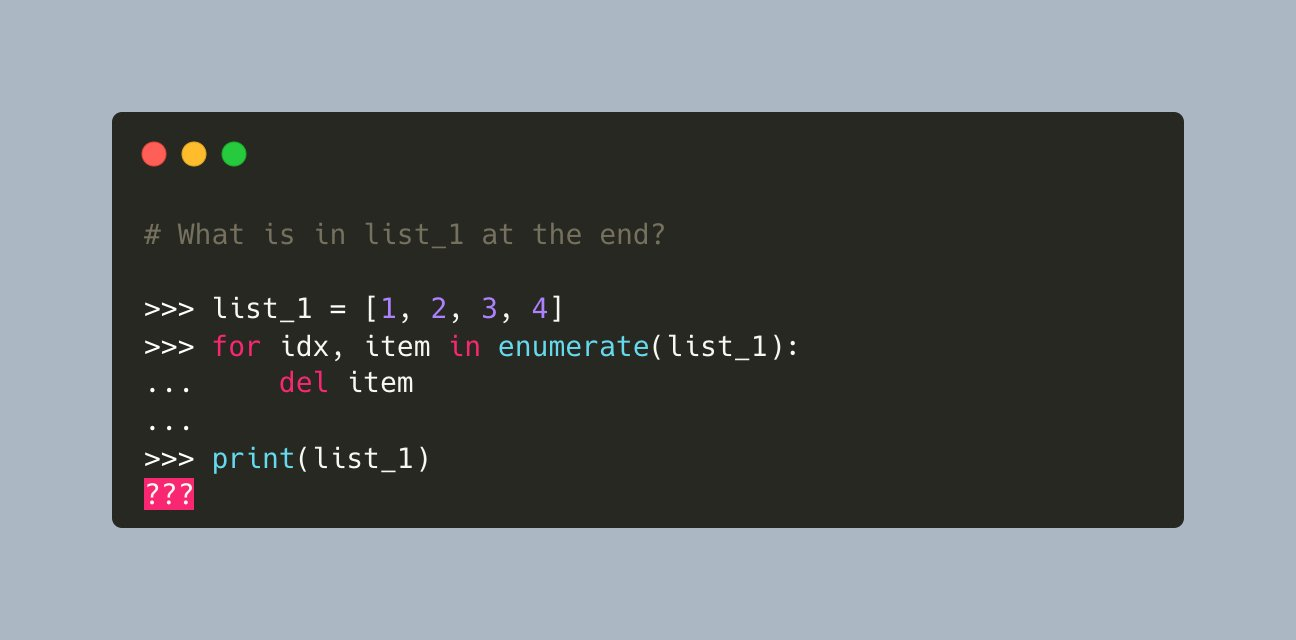 # What is in list_1 at the end?
>>> list_1 = [1, 2, 3, 4]
>>> for idx, item in enumerate(list_1):
...     del item
...
>>> print(list_1)
???